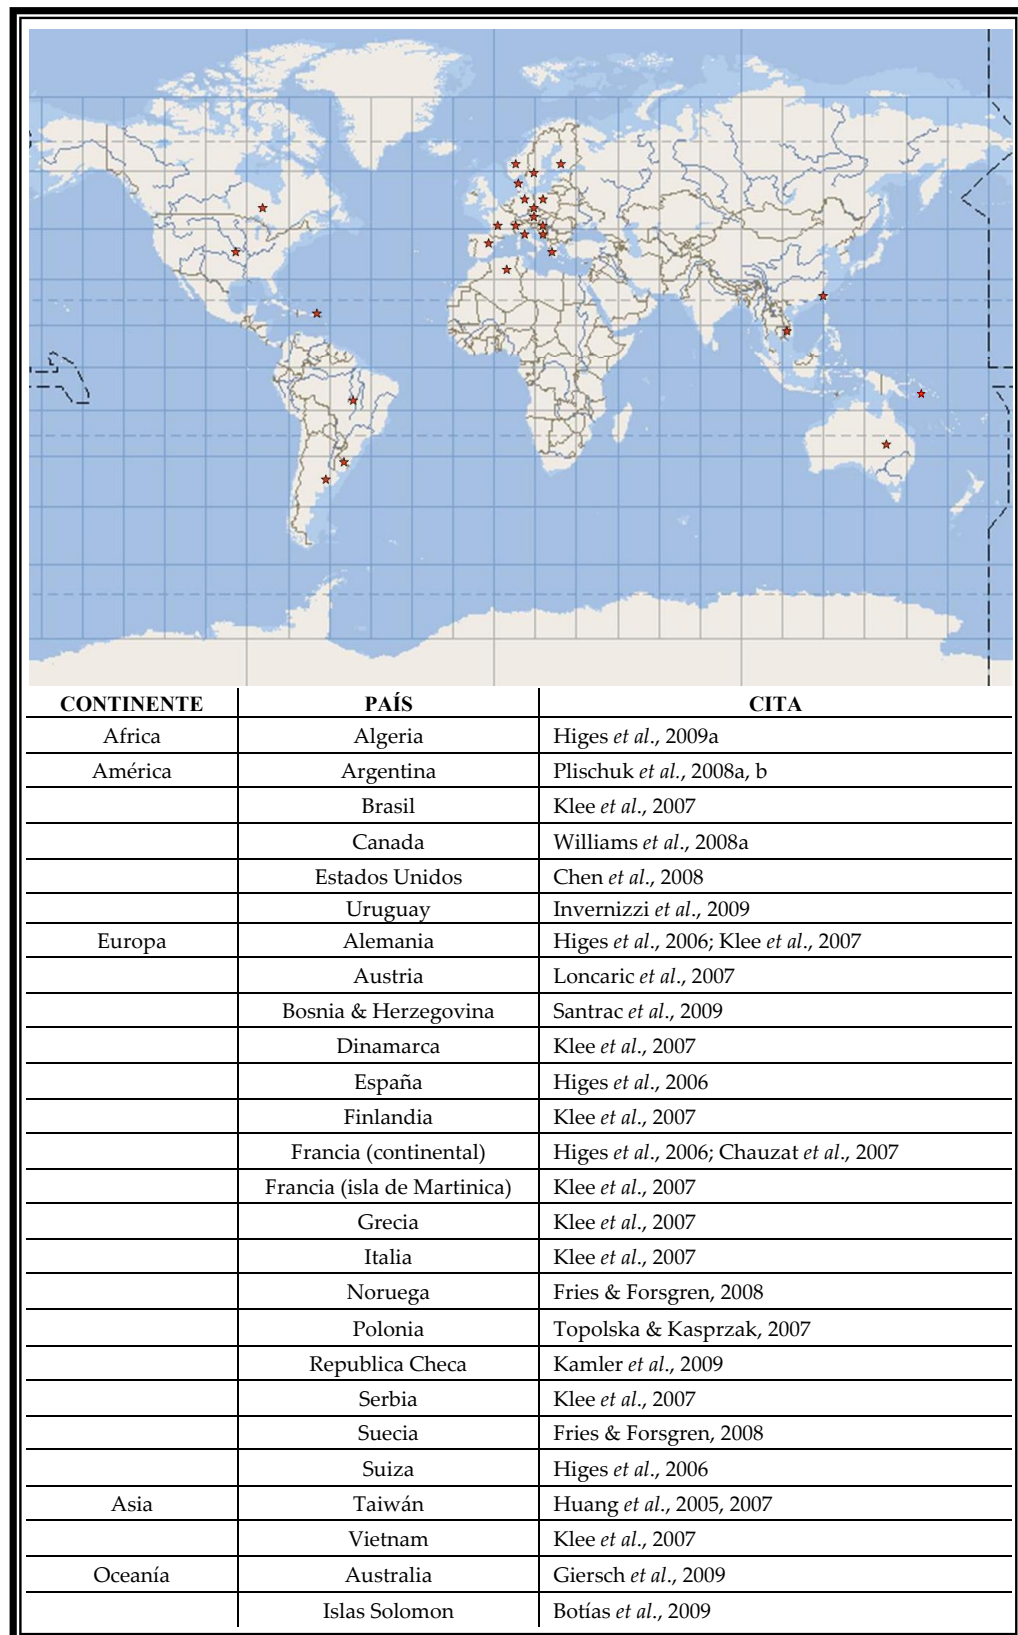 CONTINENTE PAÍS CITA
Africa Algeria Higes et al., 2009a
América Argentina Plischuk et al., 2008a, b
Brasil Klee et al., 2007
Canada Williams et al., 2008a
Estados Unidos Chen et al., 2008
Uruguay Invernizzi et al., 2009
Europa Alemania Higes et al., 2006; Klee et al., 2007
Austria Loncaric et al., 2007
Bosnia & Herzegovina Santrac et al., 2009
Dinamarca Klee et al., 2007
España Higes et al., 2006
Finlandia Klee et al., 2007
Francia (continental) Higes et al., 2006; Chauzat et al., 2007
Francia (isla de Martinica) Klee et al., 2007
Grecia Klee et al., 2007
Italia Klee et al., 2007
Noruega Fries & Forsgren, 2008
Polonia Topolska & Kasprzak, 2007
Republica Checa Kamler et al., 2009
Serbia Klee et al., 2007
Suecia Fries & Forsgren, 2008
Suiza Higes et al., 2006
Asia Taiwán Huang et al., 2005, 2007
Vietnam Klee et al., 2007
Oceanía Australia Giersch et al., 2009
Islas Solomon Botías et al., 2009